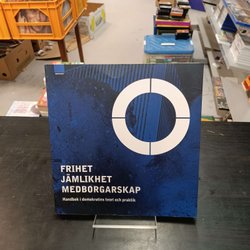 FRIHET
JÄMLIKHET
MEDBORGARSKAP
Handbok i demokratins teori och praktik